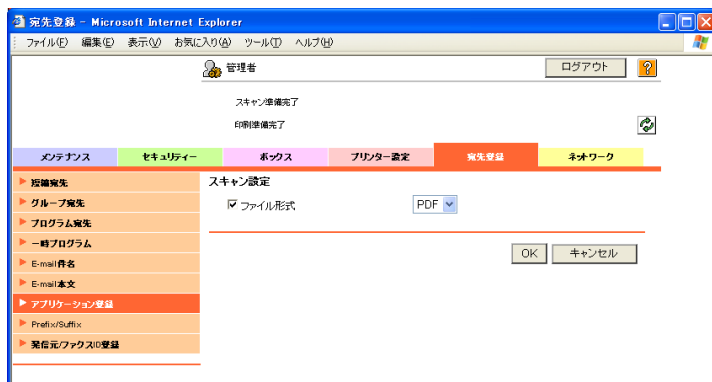 宛先登録 - Microsoft Internet Explorer
ファイル(F) 編集(E) 表示(V) お気に入り(A) ツール(T) ヘルプ(H)
管理者 ログアウト ?
スキャン準備完了
印刷準備完了
メンテナンス セキュリティー ボックス プリンター設定 宛先登録 ネットワーク
短縮宛先
グループ宛先
プログラム宛先
一時プログラム
E-mail件名
E-mail本文
アプリケーション登録
Prefix/Suffix
発信元/ファクスID登録
スキャン設定
ファイル形式 PDF
OK キャンセル